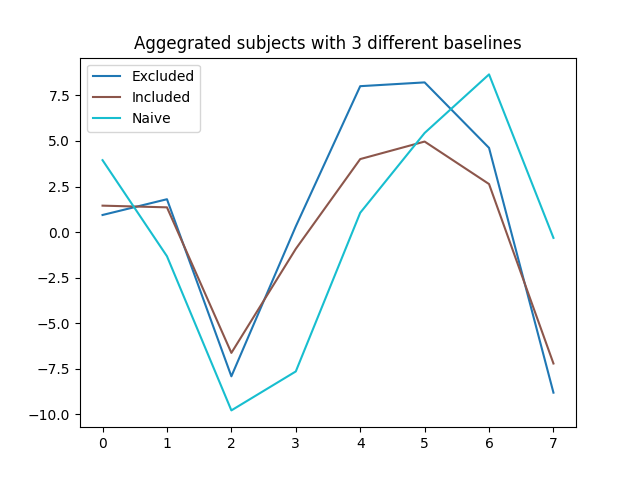 Aggegrated subjects with 3 different baselines
Excluded
Included
Naive
7.5
5.0
2.5
0.0
−2.5
−5.0
−7.5
−10.0
0 1 2 3 4 5 6 7